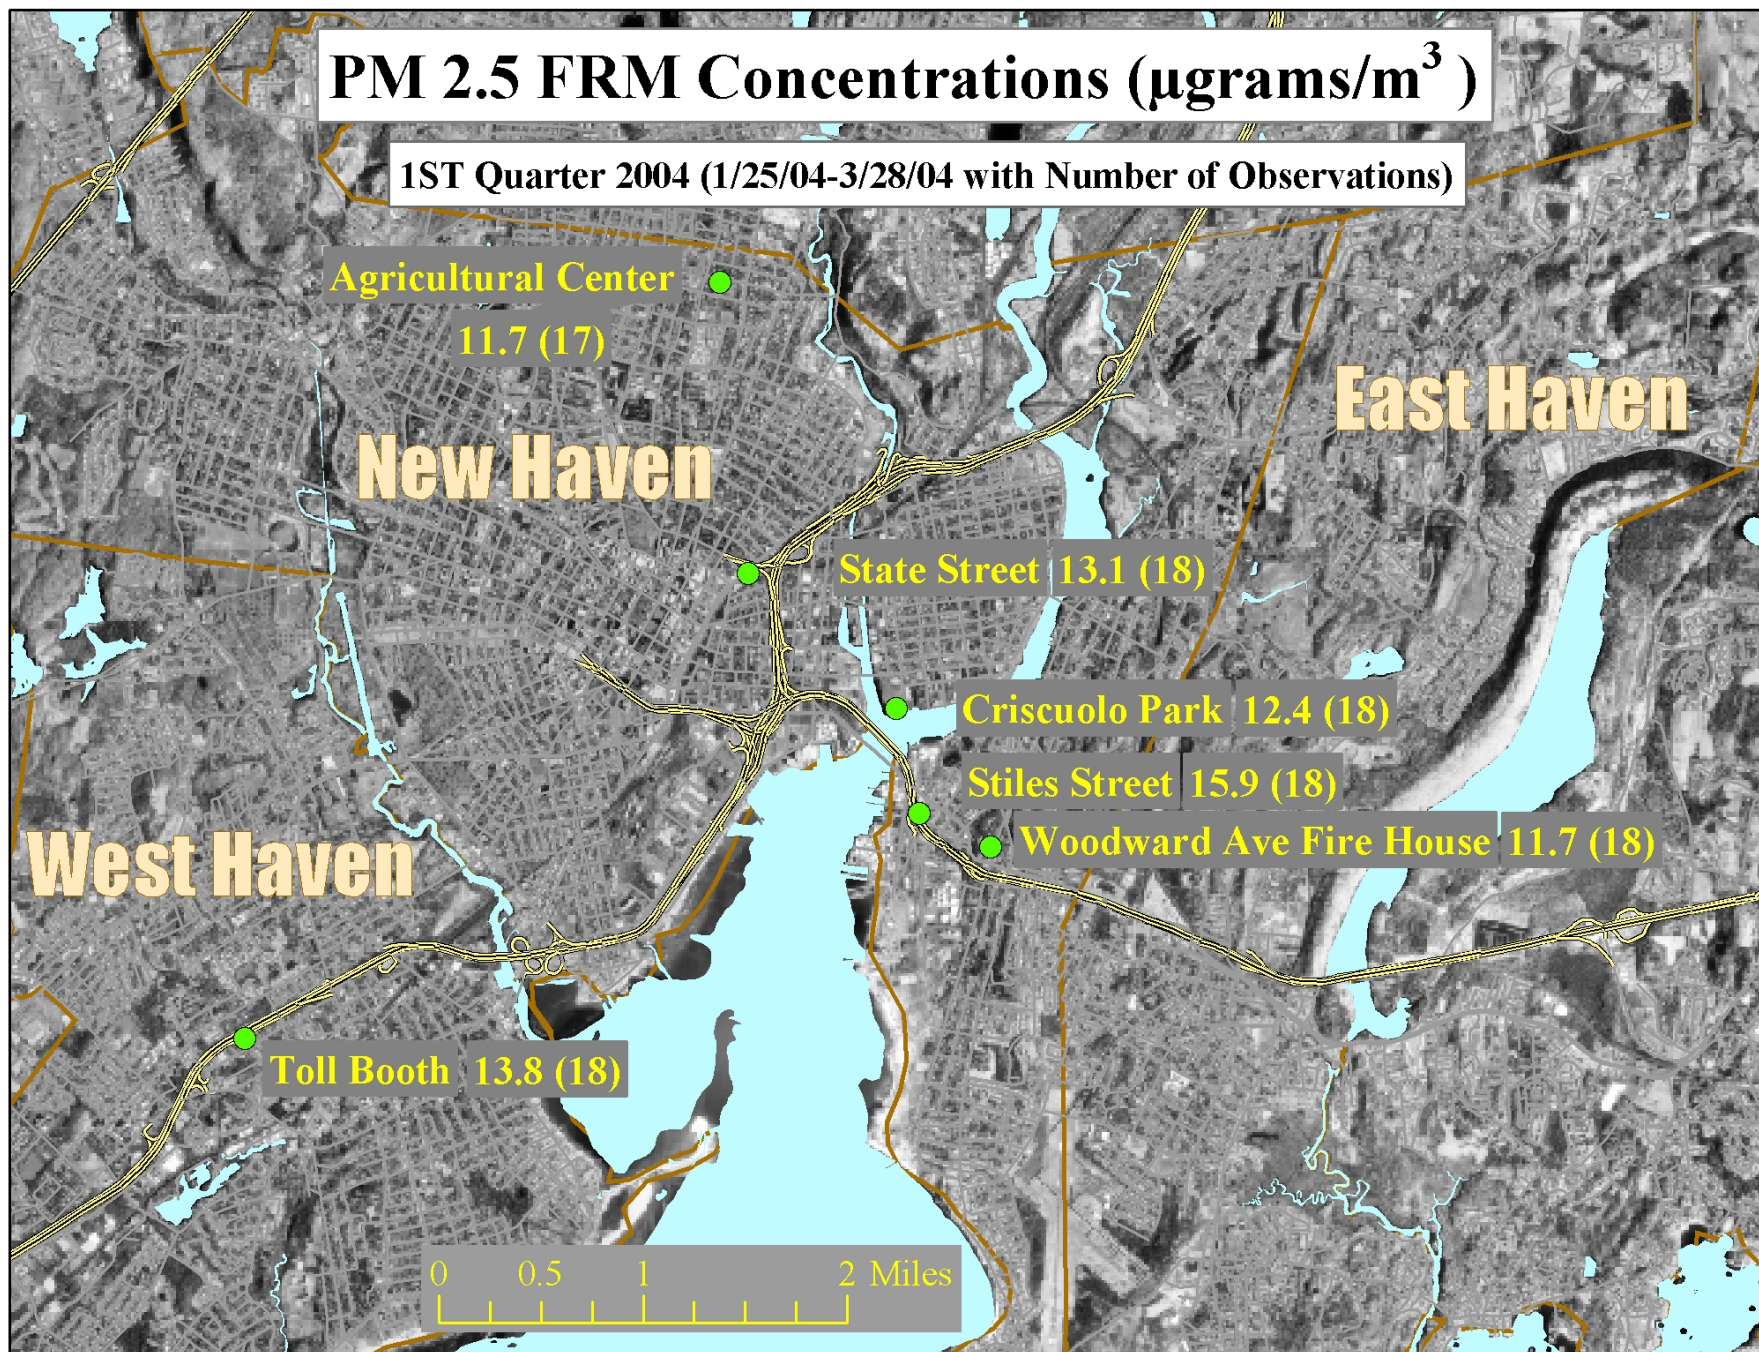 PM 2.5 FRM Concentrations (µgrams/m³ )
1ST Quarter 2004 (1/25/04-3/28/04 with Number of Observations)
Agricultural Center
11.7 (17)
East Haven
New Haven
State Street 13.1 (18)
Criscuolo Park 12.4 (18)
Stiles Street 15.9 (18)
Woodward Ave Fire House 11.7 (18)
West Haven
Toll Booth 13.8 (18)
0 0.5 1 2 Miles